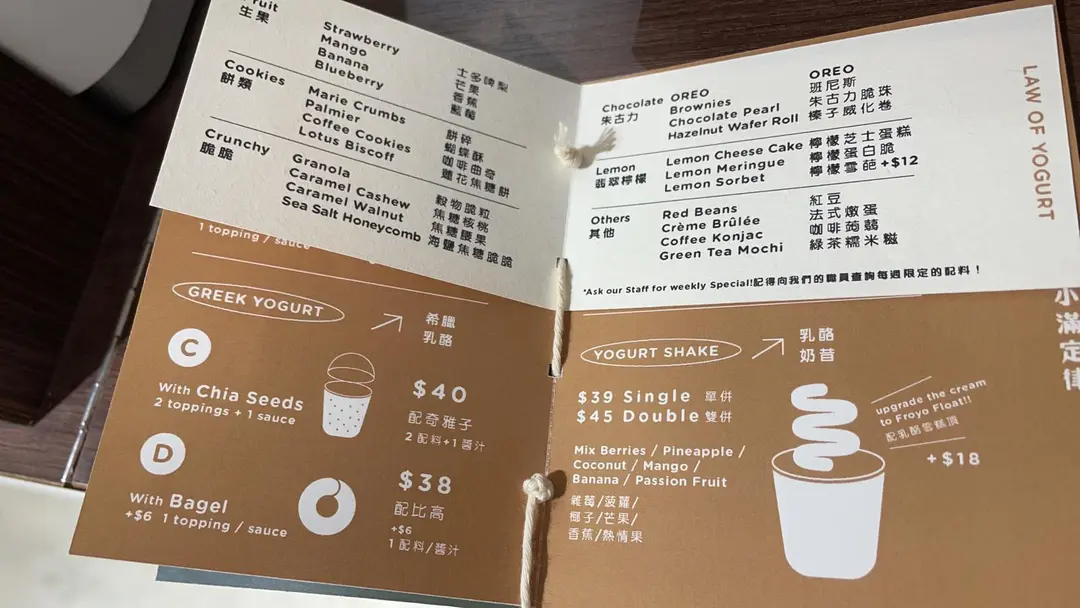 Fruit
生果
Strawberry
Mango
Banana
Blueberry
士多啤梨
芒果
香蕉
藍莓
Cookies
餅類
Marie Crumbs
Palmier
Coffee Cookies
Lotus Biscoff
餅碎
蝴蝶酥
咖啡曲奇
蓮花焦糖餅
Crunchy
脆脆
Granola
Caramel Cashew
Caramel Walnut
Sea Salt Honeycomb
穀物脆粒
焦糖核桃
焦糖腰果
海鹽焦糖脆脆
1 topping / sauce
GREEK YOGURT
希臘
乳酪
C
With Chia Seeds
2 toppings + 1 sauce
$40
配奇雅子
2 配料+1 醬汁
D
With Bagel
+$6 1 topping / sauce
$38
配比高
+$6
1 配料/醬汁
Chocolate
朱古力
OREO
Brownies
Chocolate Pearl
Hazelnut Wafer Roll
OREO
班尼斯
朱古力脆珠
榛子威化卷
Lemon
翡翠檸檬
Lemon Cheese Cake
Lemon Meringue
Lemon Sorbet
檸檬芝士蛋糕
檸檬蛋白脆
檸檬雪葩 +$12
Others
其他
Red Beans
Crème Brûlée
Coffee Konjac
Green Tea Mochi
紅豆
法式燉蛋
咖啡蒟蒻
綠茶糯米糍
*Ask our Staff for weekly Special!記得向我們的職員查詢每週限定的配料！
LAW OF YOGURT
小滿定律
YOGURT SHAKE
乳酪
奶昔
$39 Single 單併
$45 Double 雙併
Mix Berries / Pineapple /
Coconut / Mango /
Banana / Passion Fruit
雜莓/菠蘿/
椰子/芒果/
香蕉/熱情果
upgrade the cream
to Froyo Float!!
配乳酪雪糕頂
+$18